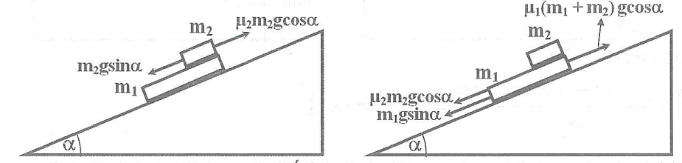 m₂
μ₂m₂gcosα
m₂gsinα
m₁
α
μ₁(m₁ + m₂) gcosα
m₂
m₁
μ₂m₂gcosα
m₁gsinα
α